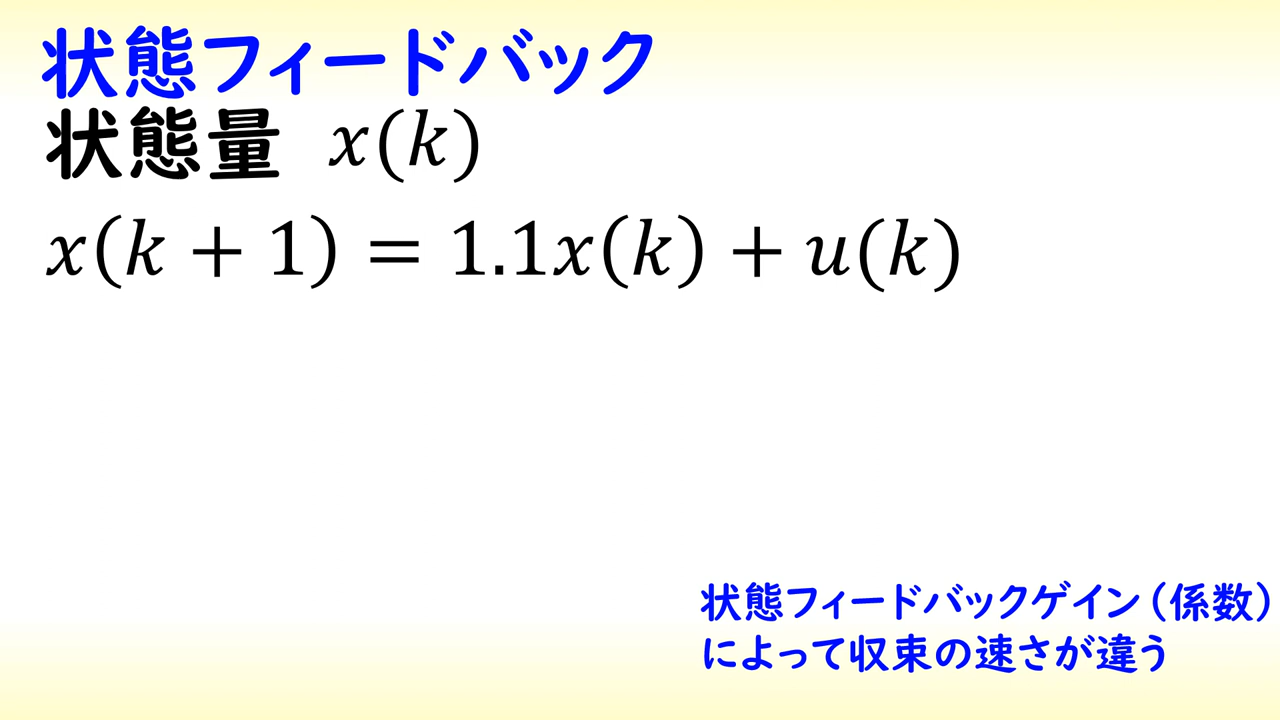 状態フィードバック
状態量 x(k)
x(k + 1) = 1.1x(k) + u(k)
状態フィードバックゲイン(係数)
によって収束の速さが違う